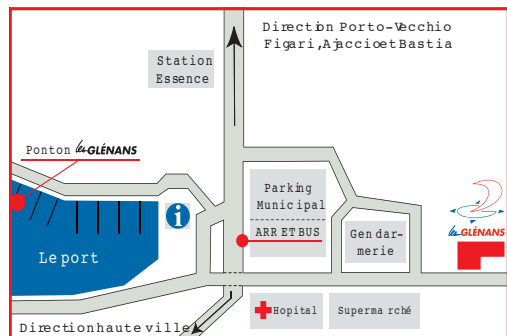 Direction Porto-Vecchio
Figari, Ajaccio et Bastia
Station
Essence
Ponton les GLÉNANS
Parking
Municipal
ARRET BUS
Gendar-
merie
les GLÉNANS
i
Le port
Hopital
Supermarché
Direction haute ville